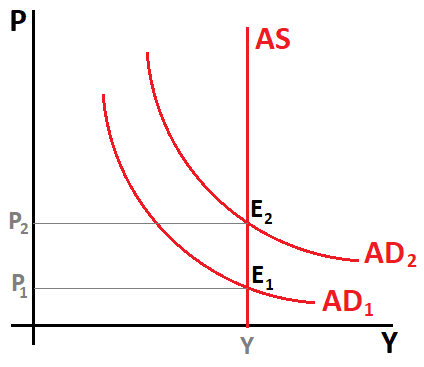 P
AS
E₂
P₂
AD₂
E₁
P₁
AD₁
Y
Y